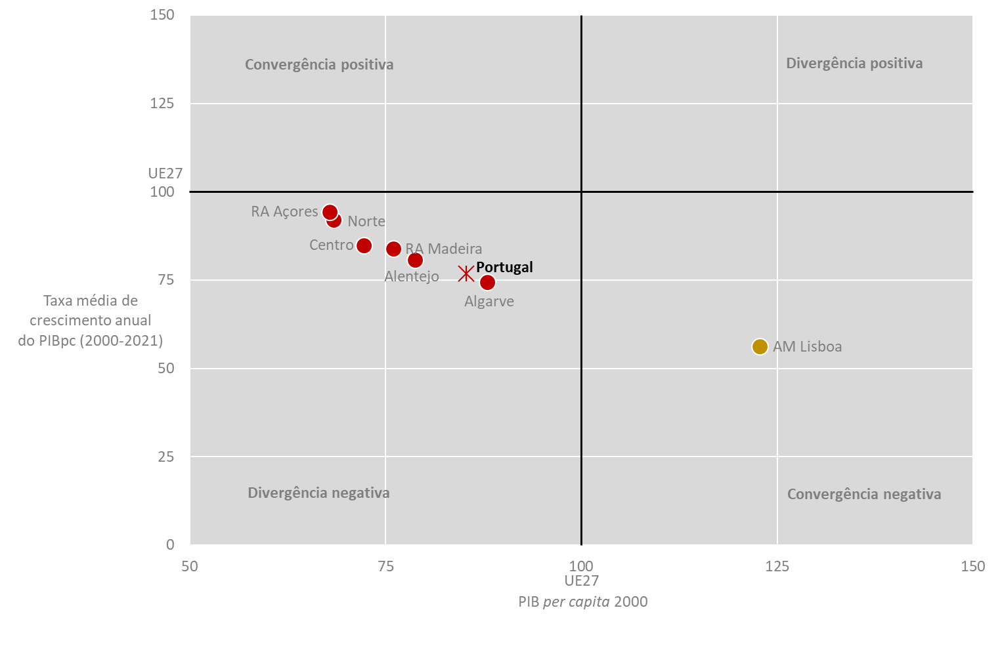 150
Convergência positiva
Divergência positiva
125
UE27
100
RA Açores
Norte
Centro
RA Madeira
Alentejo
Portugal
75
Algarve
Taxa média de
crescimento anual
do PIBpc (2000-2021)
AM Lisboa
50
25
Divergência negativa
Convergência negativa
0
50
75
100
125
150
UE27
PIB per capita 2000